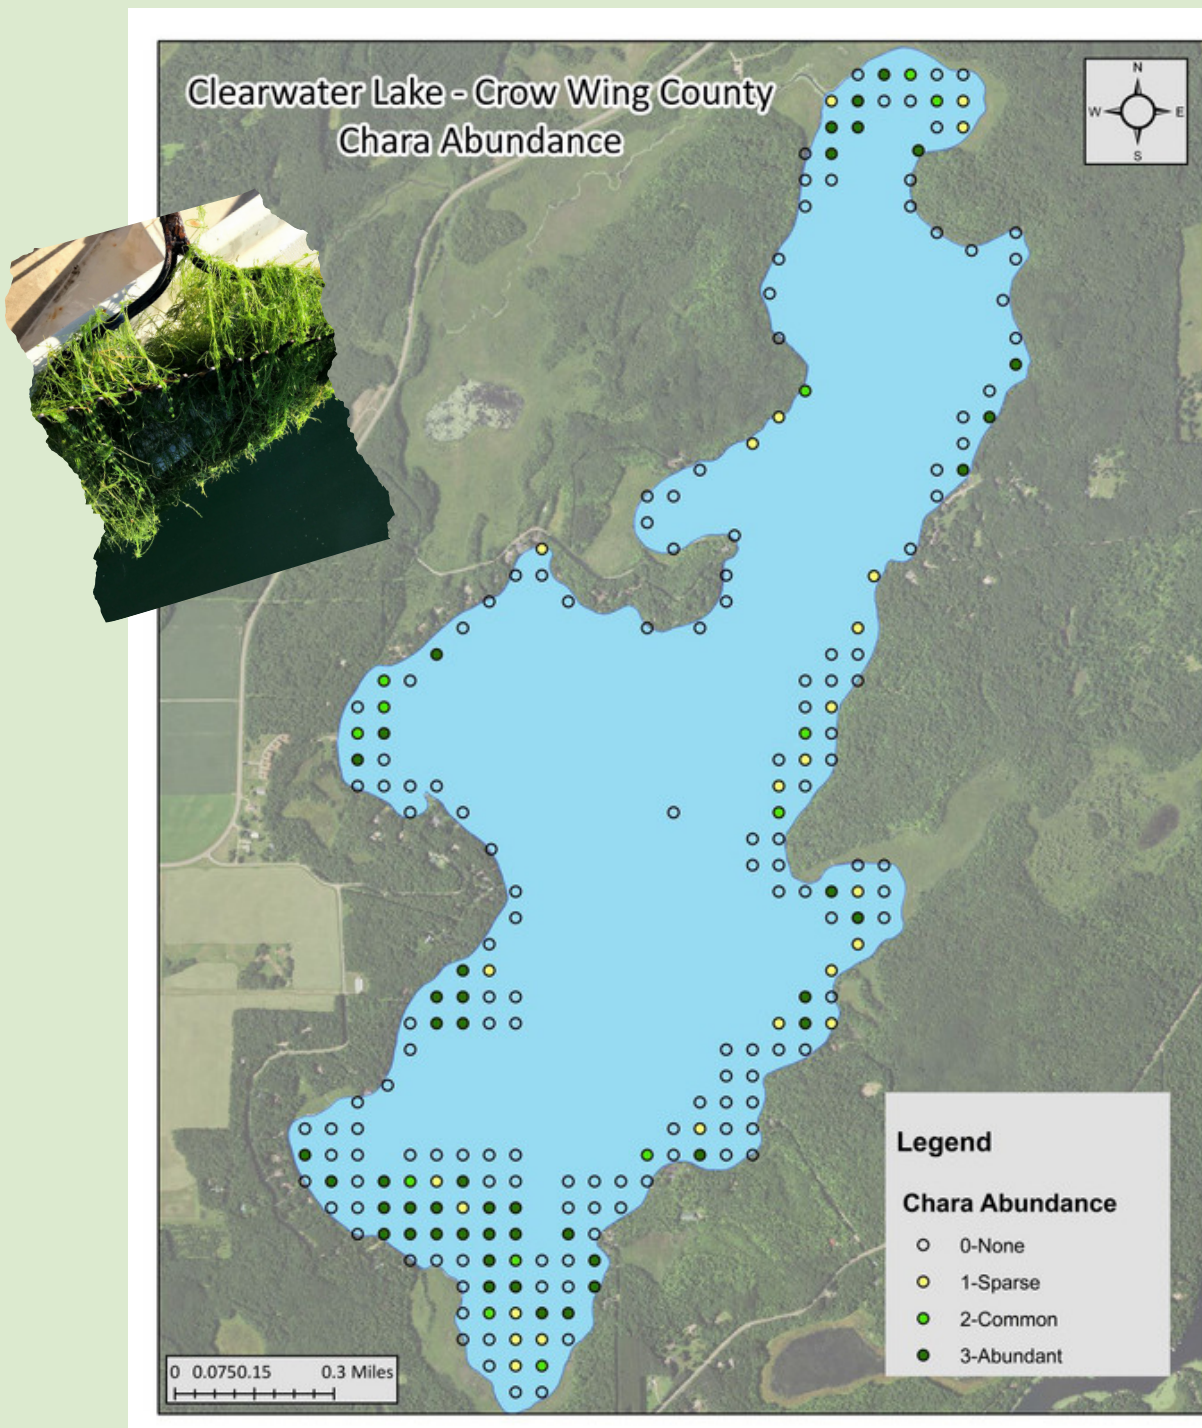 Clearwater Lake - Crow Wing County
Chara Abundance
N
W E
S
Legend
Chara Abundance
0-None
1-Sparse
2-Common
3-Abundant
0 0.0750.15 0.3 Miles